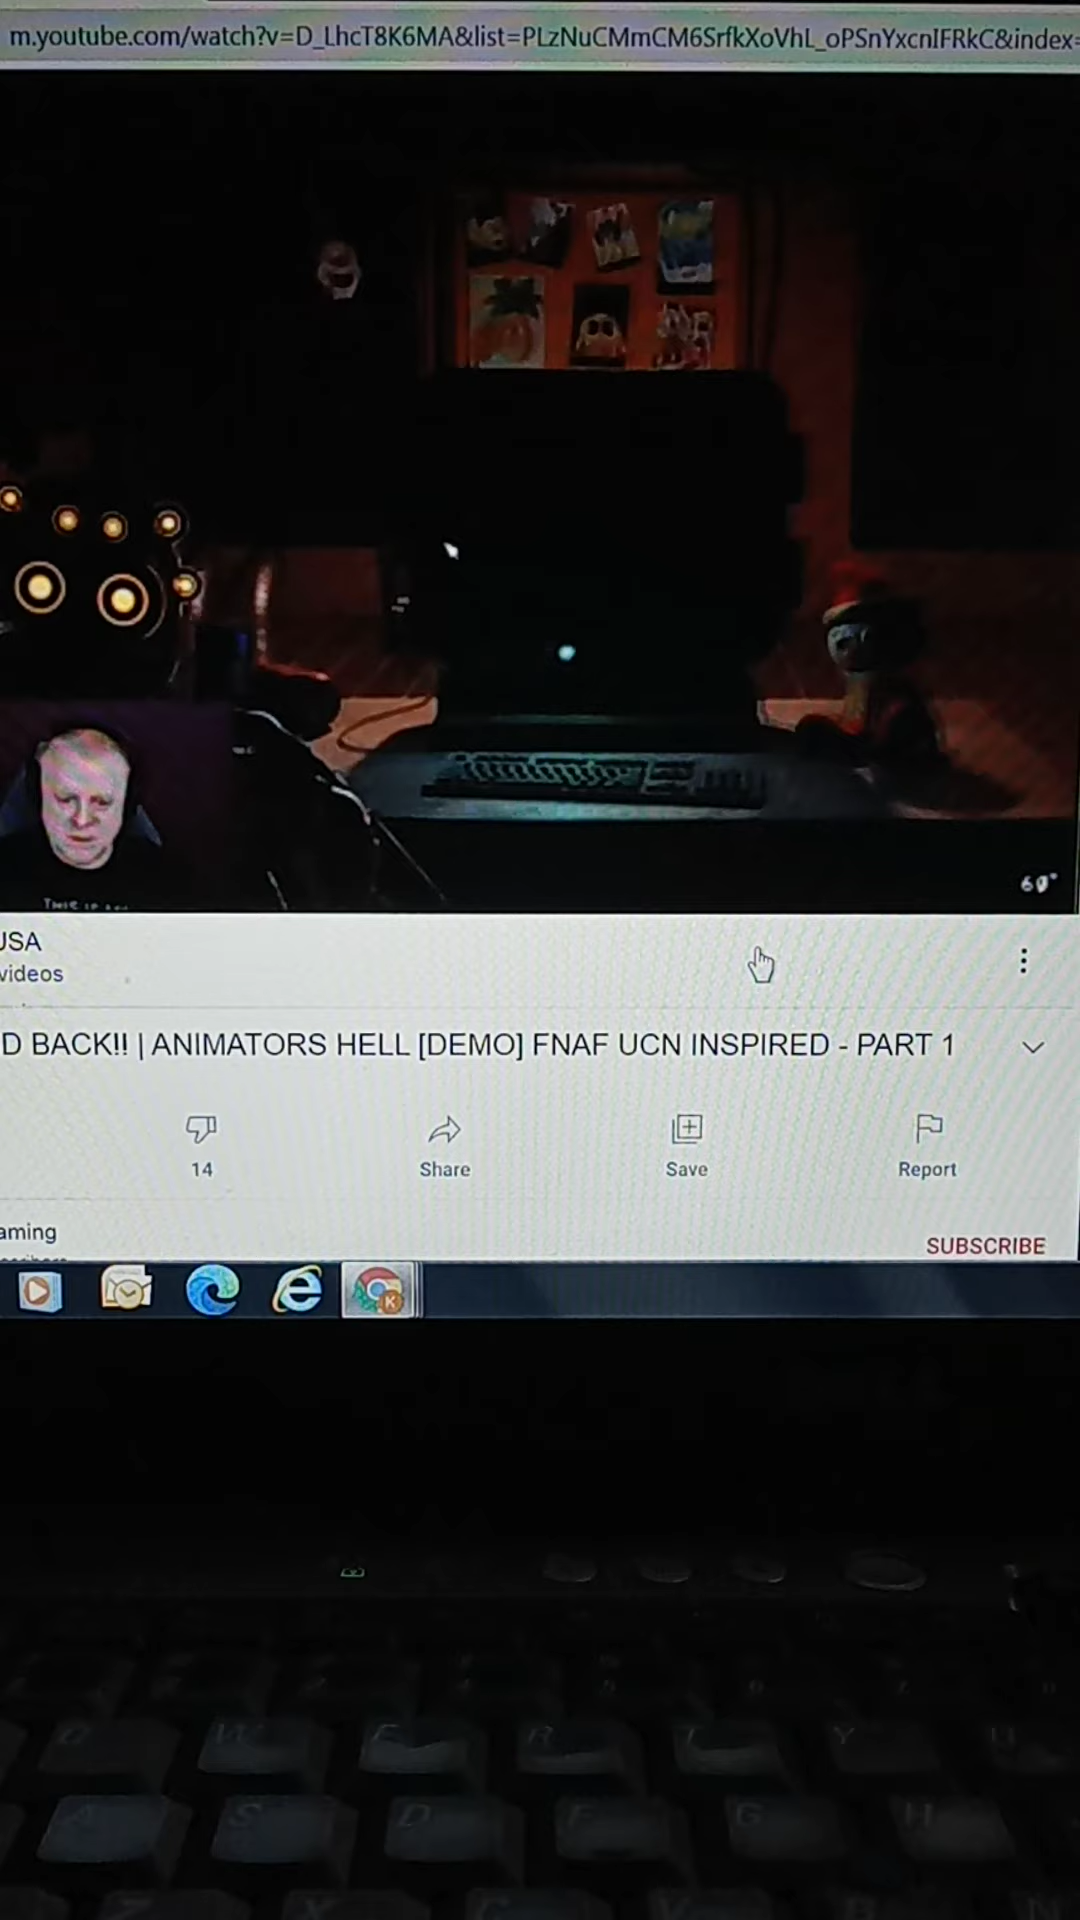 m.youtube.com/watch?v=D_LhcT8K6MA&list=PLzNuCMmCM6SrfkXoVhL_oPSnYxcnIFRkC&index=
60°
USA
videos
D BACK!! | ANIMATORS HELL [DEMO] FNAF UCN INSPIRED - PART 1
14
Share
Save
Report
aming
SUBSCRIBE
K
Q W E R T Y U
A S D F G H